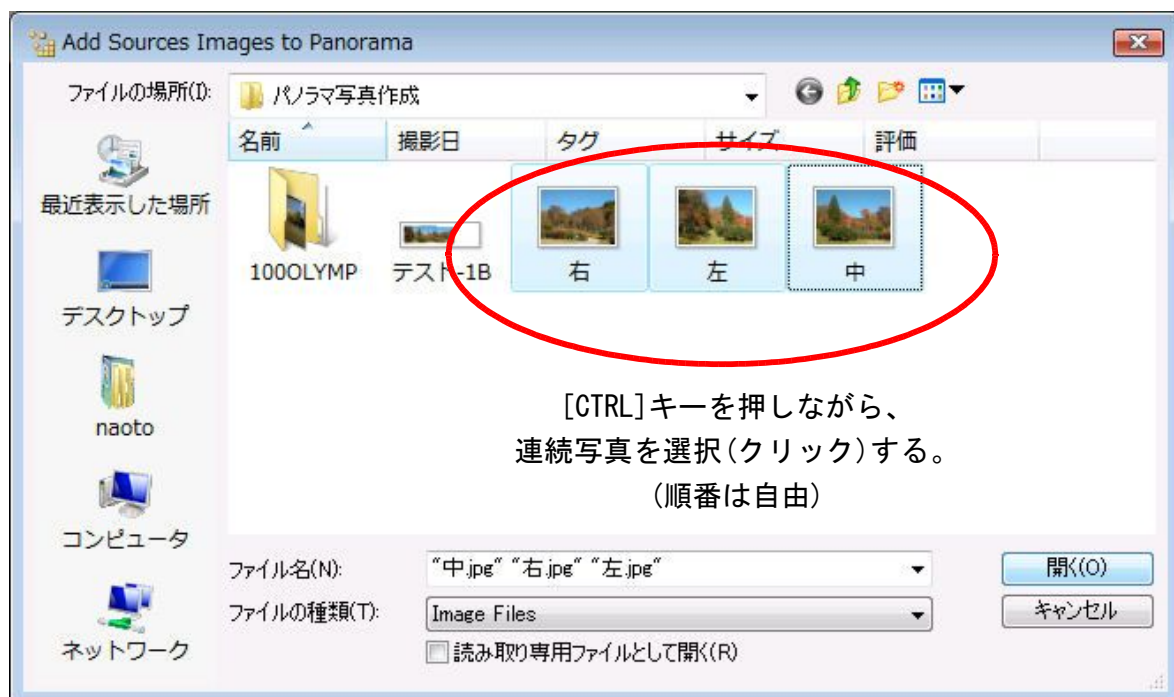 Add Sources Images to Panorama
ファイルの場所(I):
パノラマ写真作成
名前 撮影日 タグ サイズ 評価
最近表示した場所
デスクトップ
naoto
コンピュータ
ネットワーク
100OLYMP テスト-1B 右 左 中
[CTRL]キーを押しながら、
連続写真を選択(クリック)する。
(順番は自由)
ファイル名(N): "中.jpg" "右.jpg" "左.jpg" 開く(O)
ファイルの種類(T): Image Files キャンセル
読み取り専用ファイルとして開く(R)